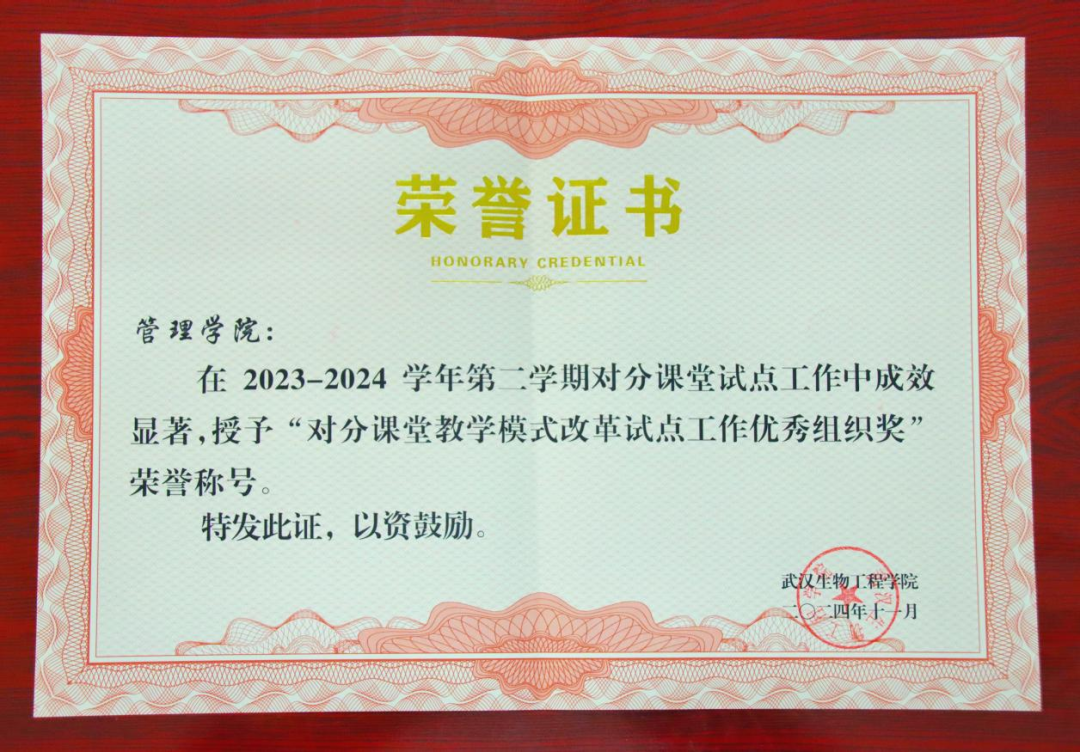 荣誉证书
HONORARY CREDENTIAL
管理学院：
在 2023-2024 学年第二学期对分课堂试点工作中成效
显著，授予“对分课堂教学模式改革试点工作优秀组织奖”
荣誉称号。
特发此证，以资鼓励。
武汉生物工程学院
二〇二四年十一月